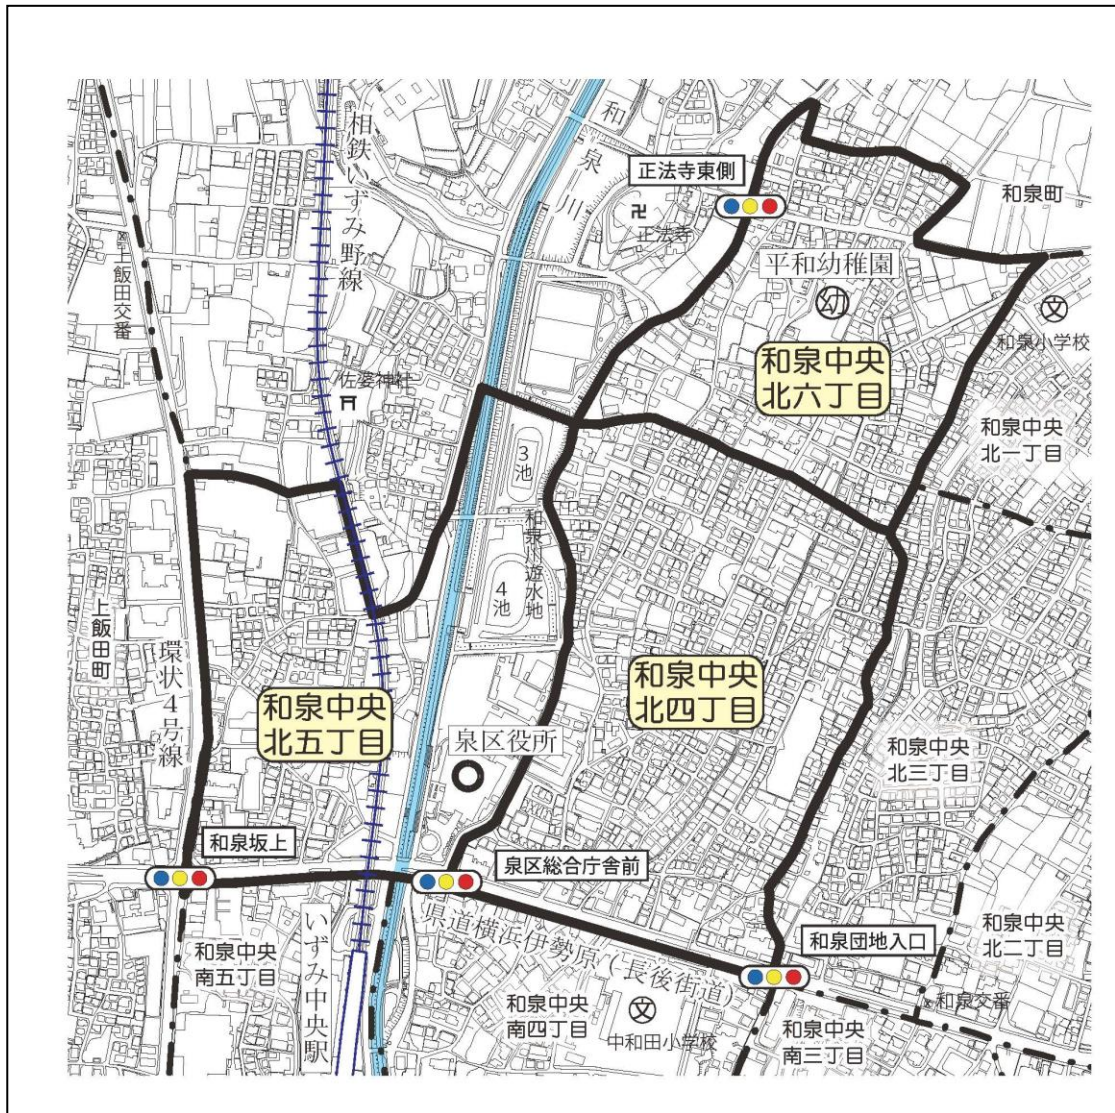 相鉄いずみ野線
和泉川
正法寺東側
卍
正法寺
和泉町
平和幼稚園
幼
上飯田交番
文
和泉小学校
和泉中央
北六丁目
佐婆神社
和泉中央
北一丁目
3
池
和泉川遊水地
4
池
上飯田町
環状4号線
和泉中央
北五丁目
和泉中央
北四丁目
泉区役所
和泉中央
北三丁目
和泉坂上
泉区総合庁舎前
県道横浜伊勢原(長後街道)
和泉団地入口
和泉中央
北二丁目
和泉中央
南五丁目
いずみ中央駅
和泉中央
南四丁目
文
中和田小学校
和泉交番
和泉中央
南三丁目